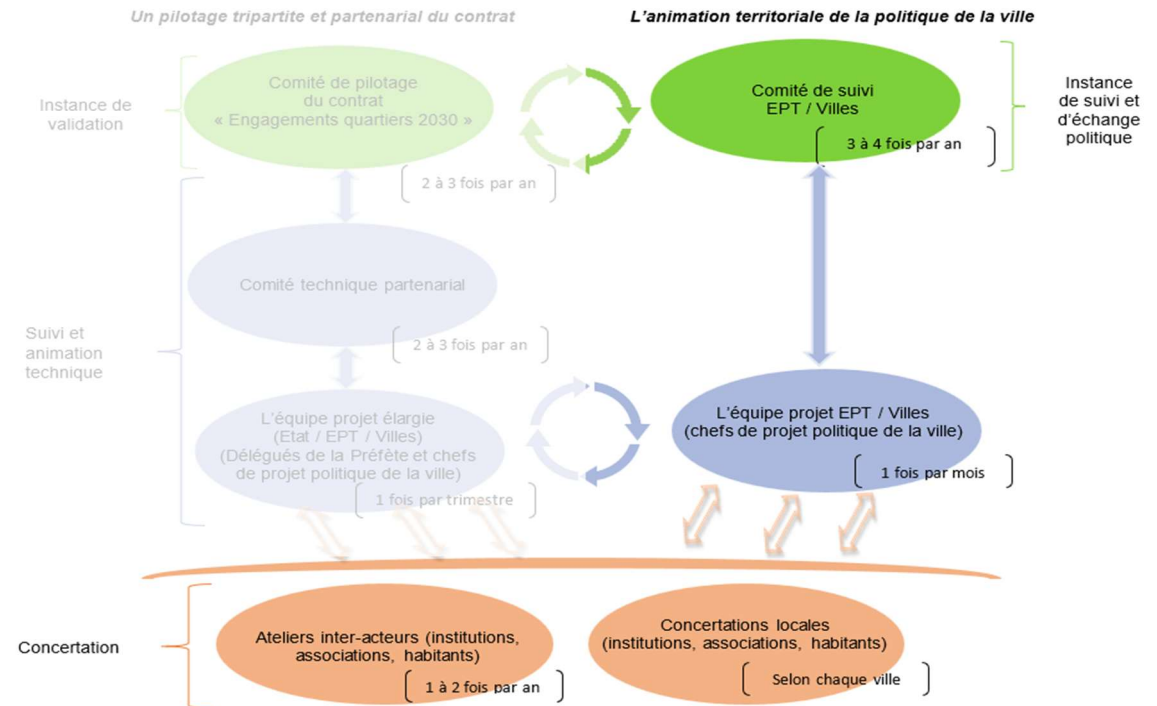 Un pilotage tripartite et partenarial du contrat
L'animation territoriale de la politique de la ville
Instance de
validation
Comité de pilotage
du contrat
« Engagements quartiers 2030 »
2 à 3 fois par an
Comité de suivi
EPT / Villes
3 à 4 fois par an
Instance
de suivi et
d'échange
politique
Suivi et
animation
technique
Comité technique partenarial
2 à 3 fois par an
L'équipe projet élargie
(Etat / EPT / Villes)
(Délégués de la Préfète et chefs
de projet politique de la ville)
1 fois par trimestre
L'équipe projet EPT / Villes
(chefs de projet politique de la ville)
1 fois par mois
Concertation
Ateliers inter-acteurs (institutions,
associations, habitants)
1 à 2 fois par an
Concertations locales
(institutions, associations, habitants)
Selon chaque ville